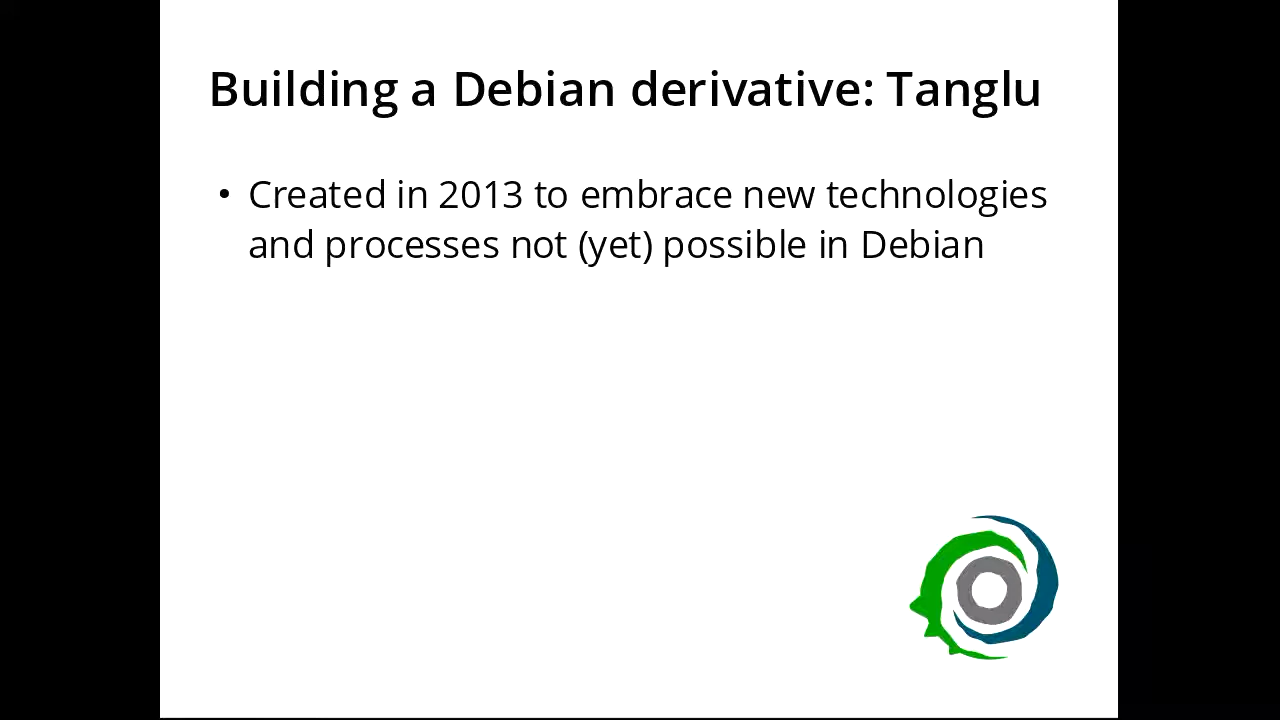 Building a Debian derivative: Tanglu
• Created in 2013 to embrace new technologies
and processes not (yet) possible in Debian